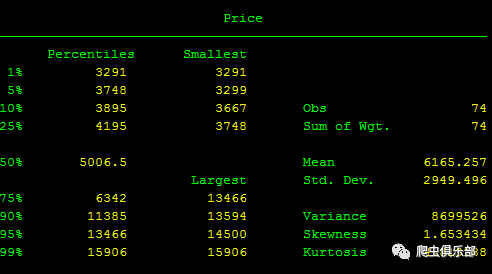 Price
Percentiles Smallest
1% 3291 3291
5% 3748 3299
10% 3895 3667 Obs 74
25% 4195 3748 Sum of Wgt. 74
50% 5006.5 Mean 6165.257
Largest Std. Dev. 2949.496
75% 6342 13466
90% 11385 13594 Variance 8699526
95% 13466 14500 Skewness 1.653434
99% 15906 15906 Kurtosis
爬虫俱乐部